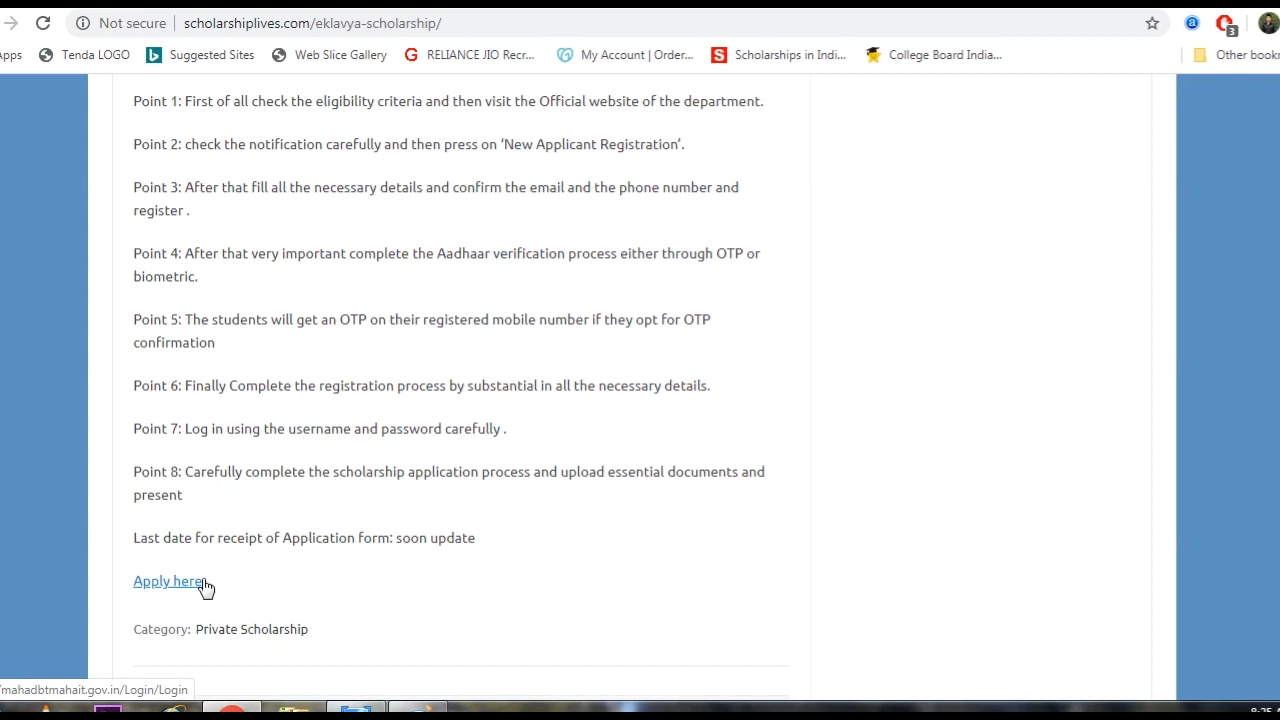 Not secure scholarshiplives.com/eklavya-scholarship/
a 3
Apps Tenda LOGO Suggested Sites Web Slice Gallery G RELIANCE JIO Recr... My Account | Order... S Scholarships in Indi... College Board India... Other book
Point 1: First of all check the eligibility criteria and then visit the Official website of the department.
Point 2: check the notification carefully and then press on ‘New Applicant Registration’.
Point 3: After that fill all the necessary details and confirm the email and the phone number and
register .
Point 4: After that very important complete the Aadhaar verification process either through OTP or
biometric.
Point 5: The students will get an OTP on their registered mobile number if they opt for OTP
confirmation
Point 6: Finally Complete the registration process by substantial in all the necessary details.
Point 7: Log in using the username and password carefully .
Point 8: Carefully complete the scholarship application process and upload essential documents and
present
Last date for receipt of Application form: soon update
Apply here
Category: Private Scholarship
/mahadbtmahait.gov.in/Login/Login